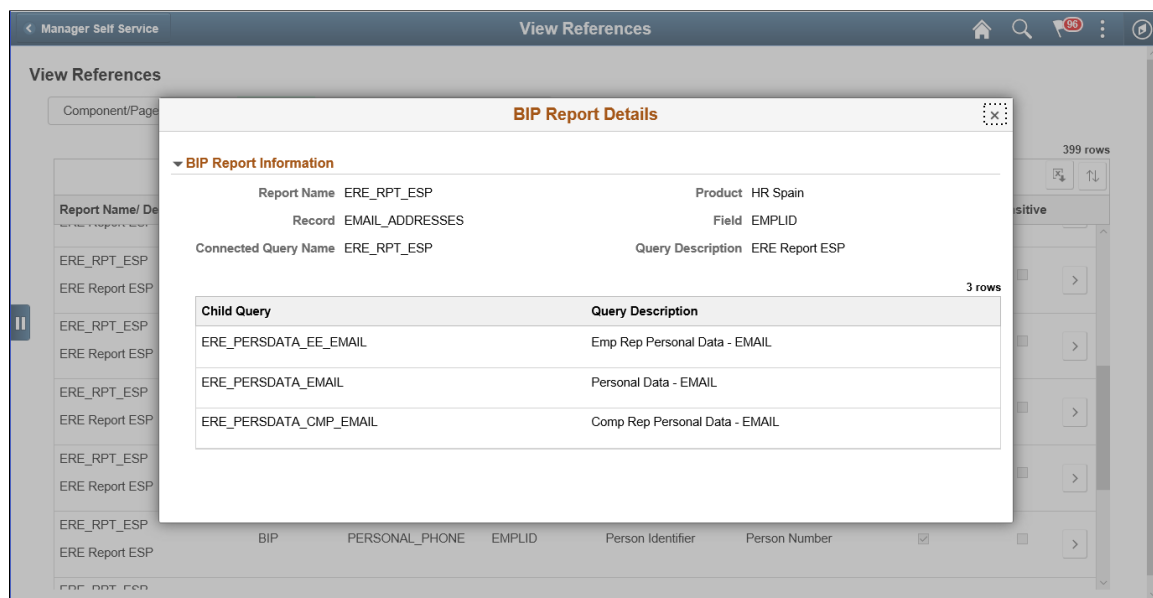 Manager Self Service View References 96
View References
Component/Page
BIP Report Details
399 rows
BIP Report Information
Report Name ERE_RPT_ESP Product HR Spain
Record EMAIL_ADDRESSES Field EMPLID
Connected Query Name ERE_RPT_ESP Query Description ERE Report ESP
3 rows
Child Query Query Description
ERE_PERSDATA_EE_EMAIL Emp Rep Personal Data - EMAIL
ERE_PERSDATA_EMAIL Personal Data - EMAIL
ERE_PERSDATA_CMP_EMAIL Comp Rep Personal Data - EMAIL
Report Name/ De sitive
ERE Report ESP
ERE_RPT_ESP
ERE Report ESP
ERE_RPT_ESP
ERE Report ESP
ERE_RPT_ESP
ERE Report ESP
ERE_RPT_ESP
ERE Report ESP
ERE_RPT_ESP
BIP PERSONAL_PHONE EMPLID Person Identifier Person Number
ERE Report ESP
ERE_RPT_ESP